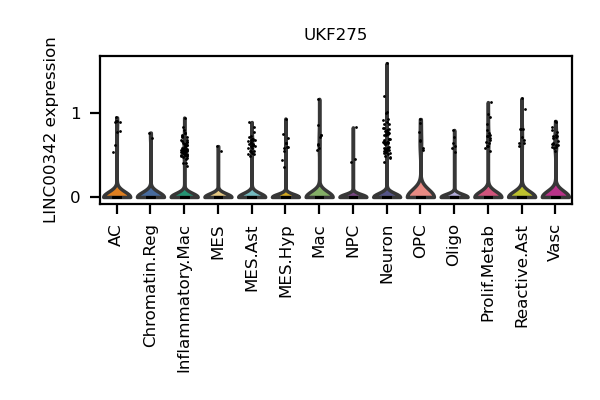 UKF275
LINC00342 expression
1
0
AC
Chromatin.Reg
Inflammatory.Mac
MES
MES.Ast
MES.Hyp
Mac
NPC
Neuron
OPC
Oligo
Prolif.Metab
Reactive.Ast
Vasc